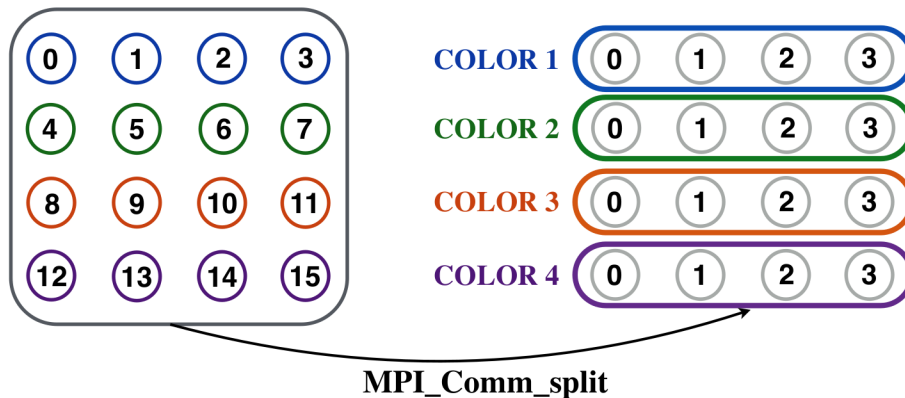 0 1 2 3 COLOR 1 0 1 2 3
4 5 6 7 COLOR 2 0 1 2 3
8 9 10 11 COLOR 3 0 1 2 3
12 13 14 15 COLOR 4 0 1 2 3
MPI_Comm_split